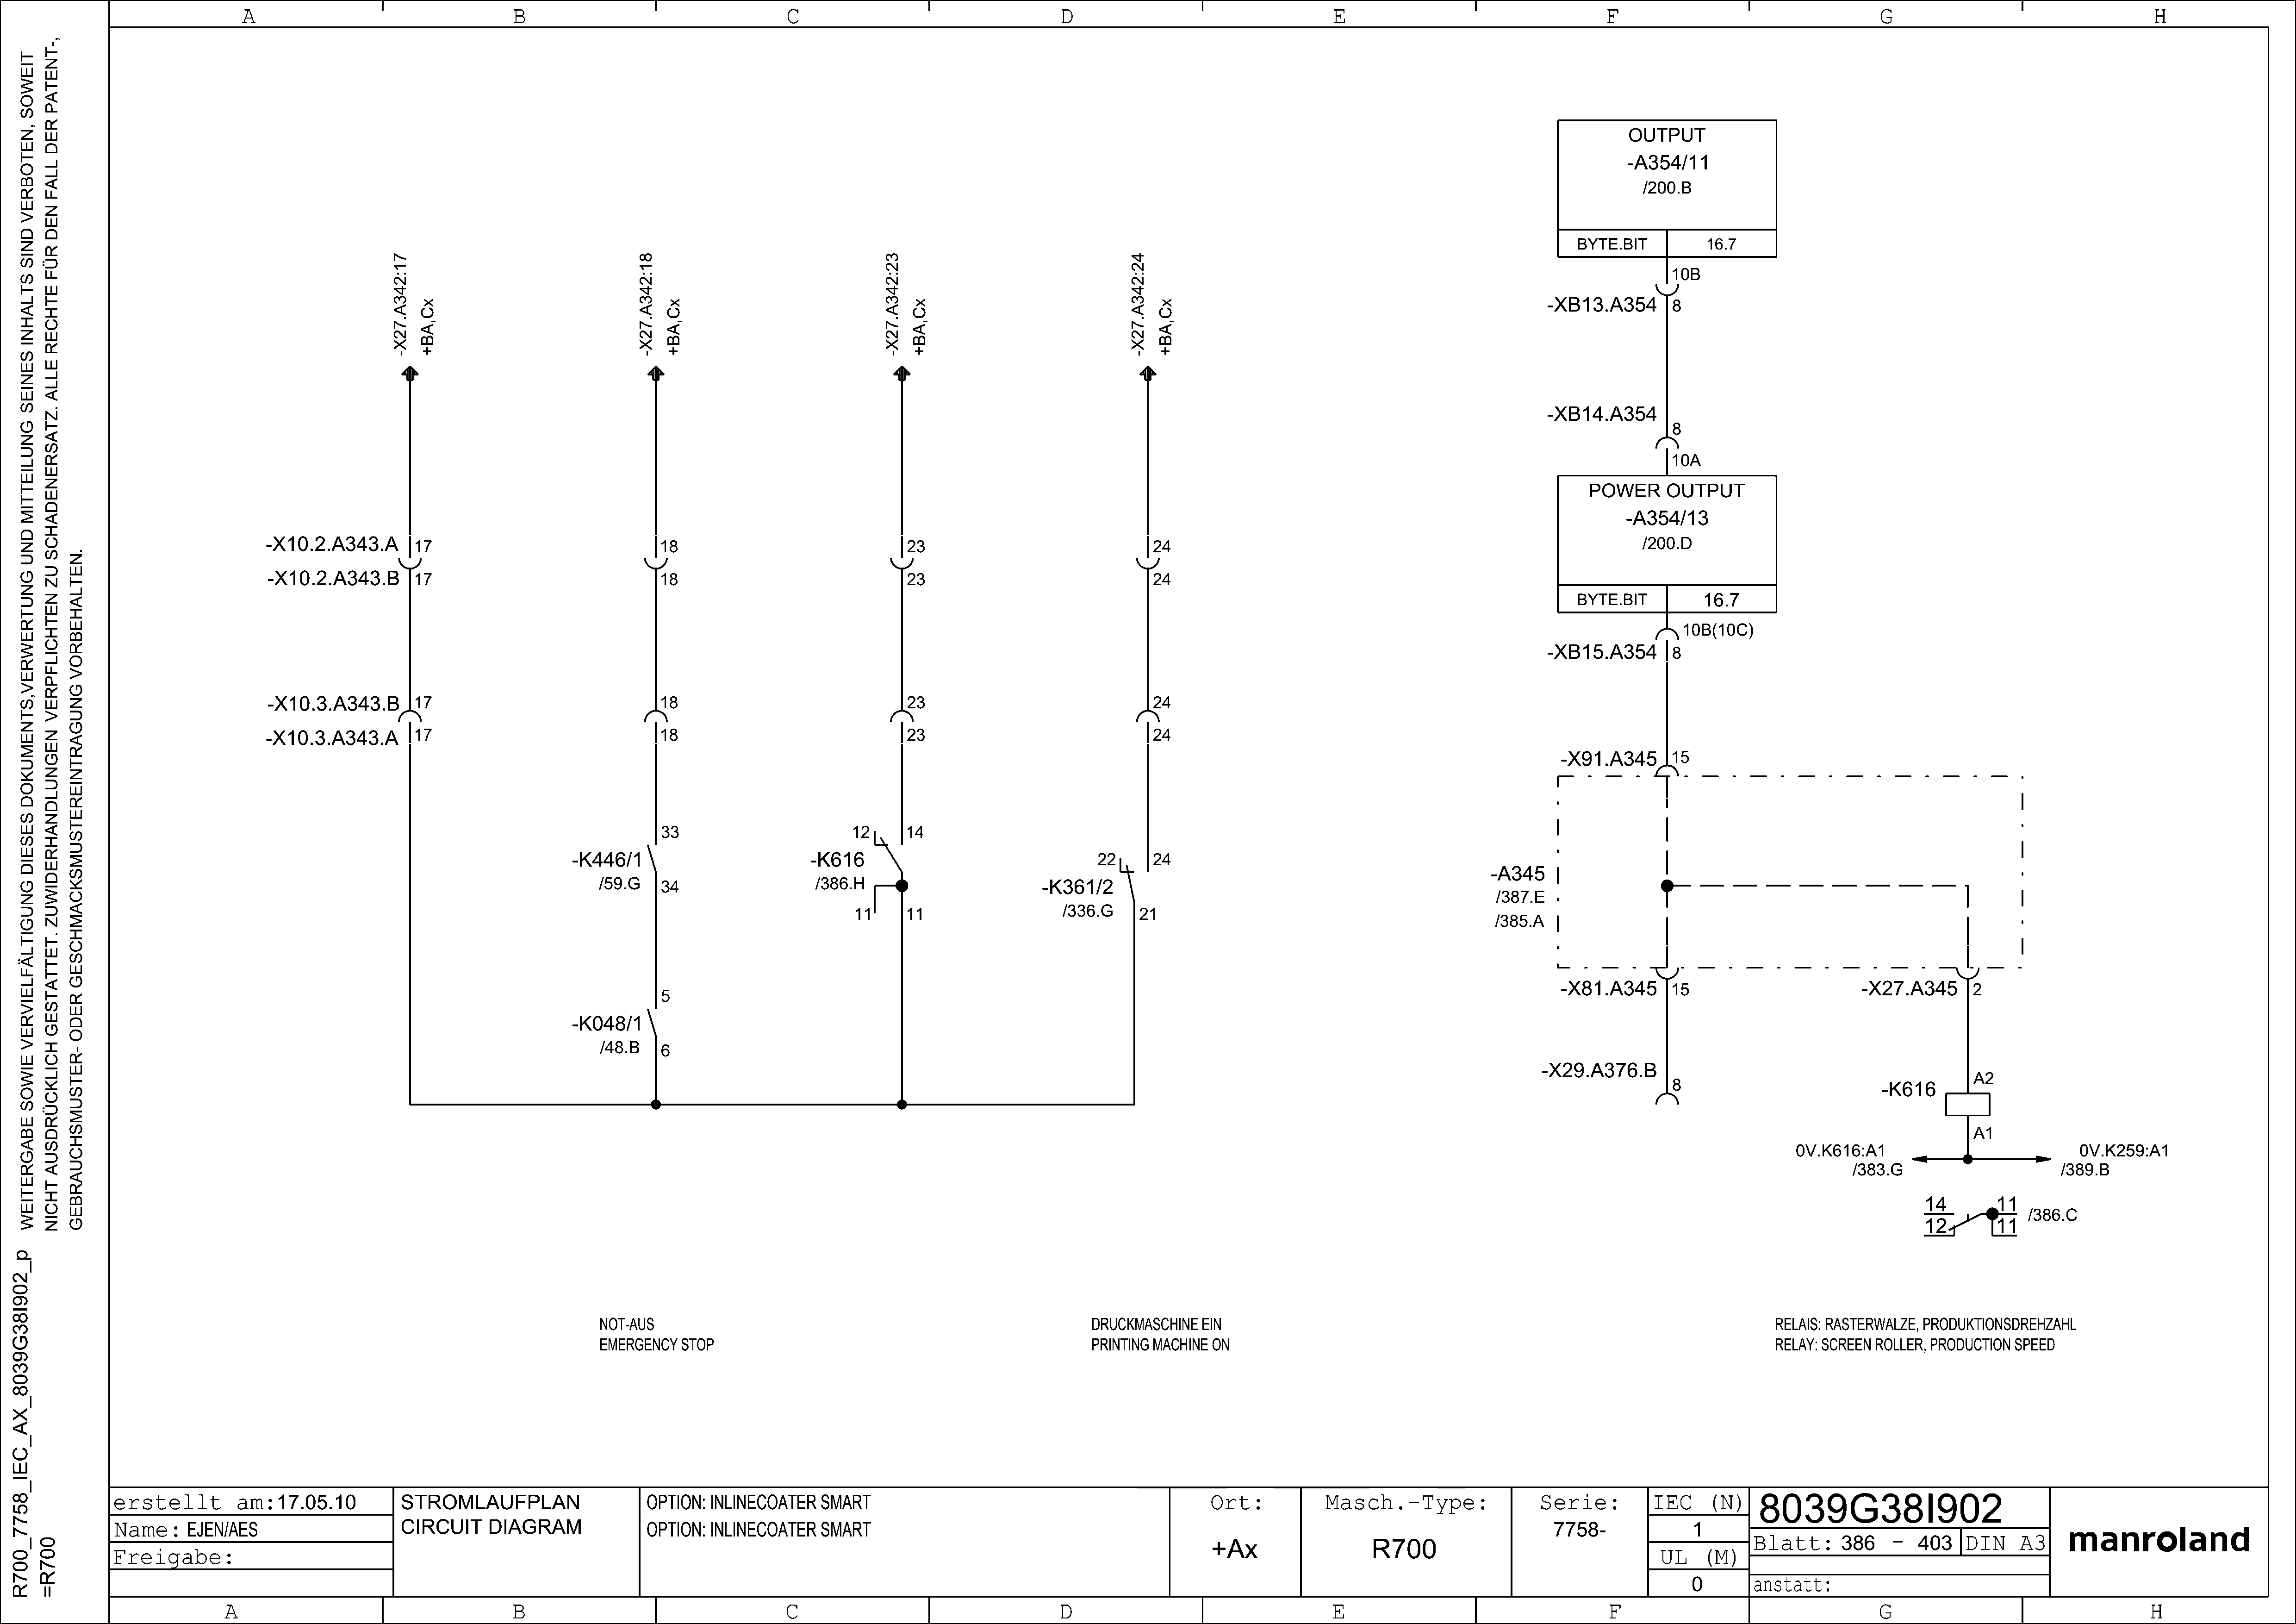 A B C D E F G H
WEITERGABE SOWIE VERVIELFÄLTIGUNG DIESES DOKUMENTS,VERWERTUNG UND MITTEILUNG SEINES INHALTS SIND VERBOTEN, SOWEIT
NICHT AUSDRÜCKLICH GESTATTET. ZUWIDERHANDLUNGEN VERPFLICHTEN ZU SCHADENERSATZ. ALLE RECHTE FÜR DEN FALL DER PATENT-,
GEBRAUCHSMUSTER- ODER GESCHMACKSMUSTEREINTRAGUNG VORBEHALTEN.
R700_7758_IEC_AX_8039G38I902_p
=R700
-X27.A342:17
+BA,Cx
-X27.A342:18
+BA,Cx
-X27.A342:23
+BA,Cx
-X27.A342:24
+BA,Cx
-X10.2.A343.A 17 18 23 24
-X10.2.A343.B 17 18 23 24
-X10.3.A343.B 17 18 23 24
-X10.3.A343.A 17 18 23 24
33
-K446/1
/59.G 34
5
-K048/1
/48.B 6
12 14
-K616
/386.H
11 11
22 24
-K361/2
/336.G 21
OUTPUT
-A354/11
/200.B
BYTE.BIT 16.7
10B
-XB13.A354 8
-XB14.A354
8
10A
POWER OUTPUT
-A354/13
/200.D
BYTE.BIT 16.7
10B(10C)
-XB15.A354 8
-X91.A345 15
-A345
/387.E
/385.A
-X81.A345 15
-X27.A345 2
-X29.A376.B
8
A2
-K616
A1
0V.K616:A1
/383.G
0V.K259:A1
/389.B
14 11
12 11
/386.C
NOT-AUS
EMERGENCY STOP
DRUCKMASCHINE EIN
PRINTING MACHINE ON
RELAIS: RASTERWALZE, PRODUKTIONSDREHZAHL
RELAY: SCREEN ROLLER, PRODUCTION SPEED
erstellt am:17.05.10
Name: EJEN/AES
Freigabe:
STROMLAUFPLAN
CIRCUIT DIAGRAM
OPTION: INLINECOATER SMART
OPTION: INLINECOATER SMART
Ort:
+Ax
Masch.-Type:
R700
Serie:
7758-
IEC (N)
1
UL (M)
0
8039G38I902
Blatt: 386 - 403 DIN A3
anstatt:
manroland
A B C D E F G H